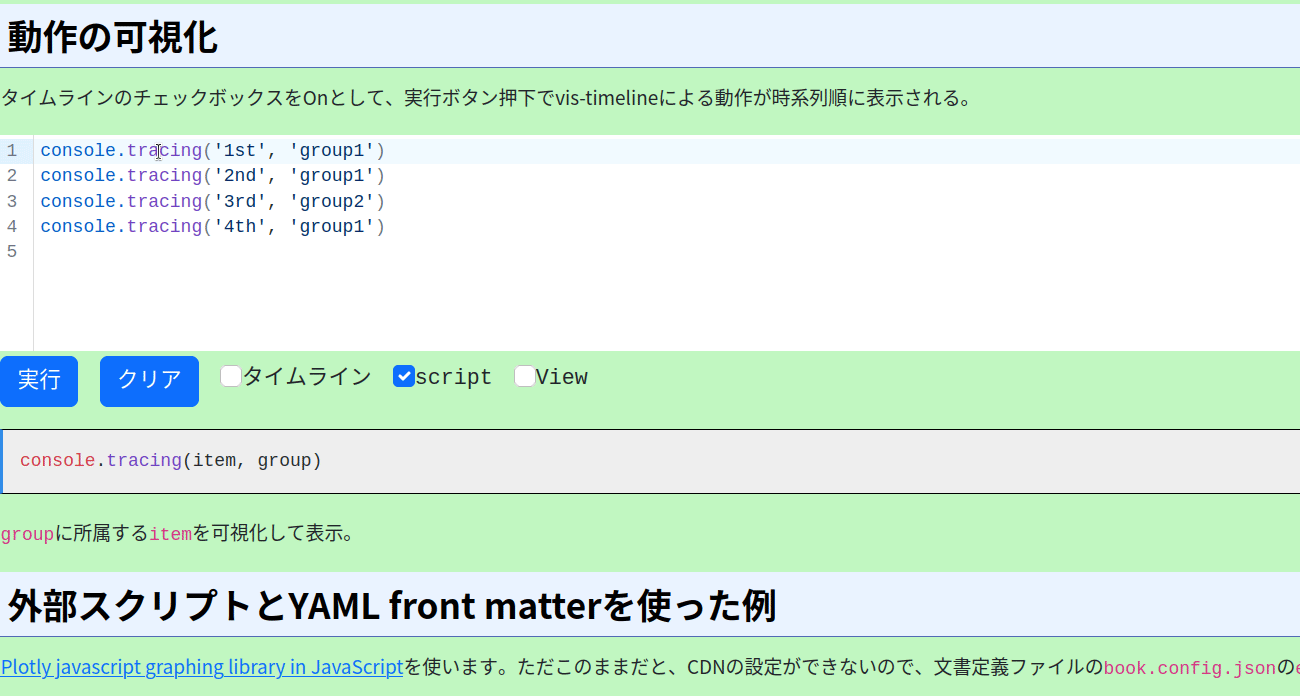 動作の可視化
タイムラインのチェックボックスをOnとして、実行ボタン押下でvis-timelineによる動作が時系列順に表示される。
1 console.tracing('1st', 'group1')
2 console.tracing('2nd', 'group1')
3 console.tracing('3rd', 'group2')
4 console.tracing('4th', 'group1')
5
実行 クリア タイムライン script View
console.tracing(item, group)
groupに所属するitemを可視化して表示。
外部スクリプトとYAML front matterを使った例
Plotly javascript graphing library in JavaScriptを使います。ただこのままだと、CDNの設定ができないので、文書定義ファイルのbook.config.jsonの